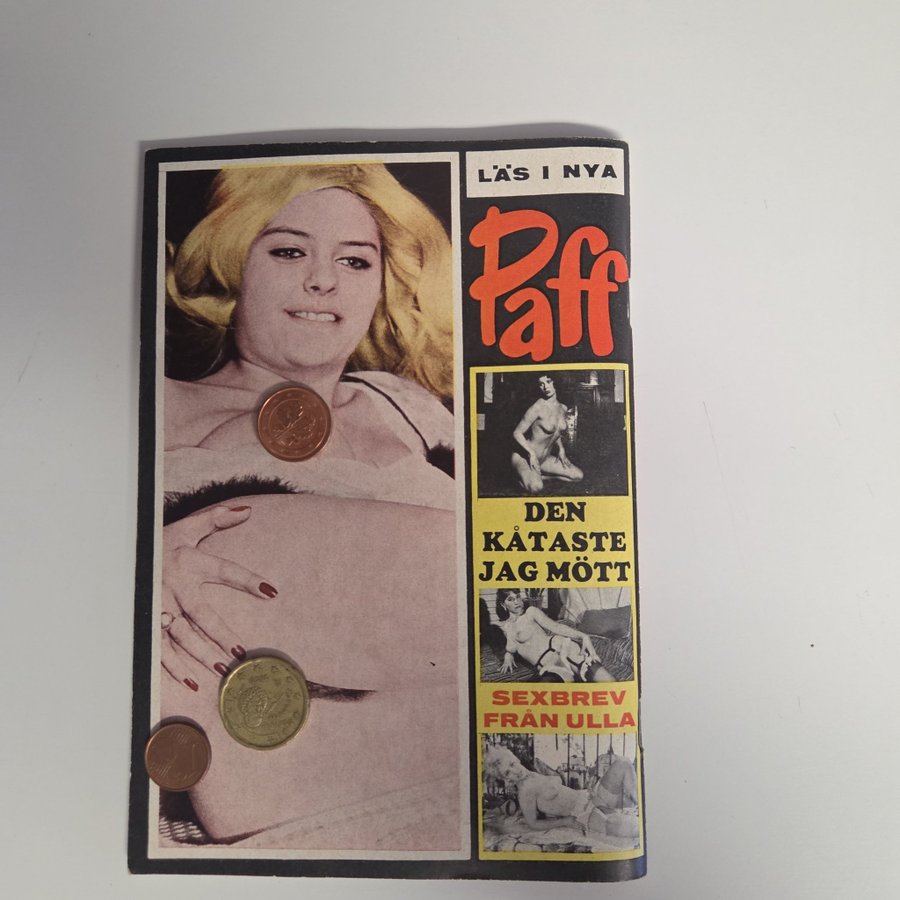 LÄS I NYA
Paff
DEN
KÅTASTE
JAG MÖTT
SEXBREV
FRÅN ULLA